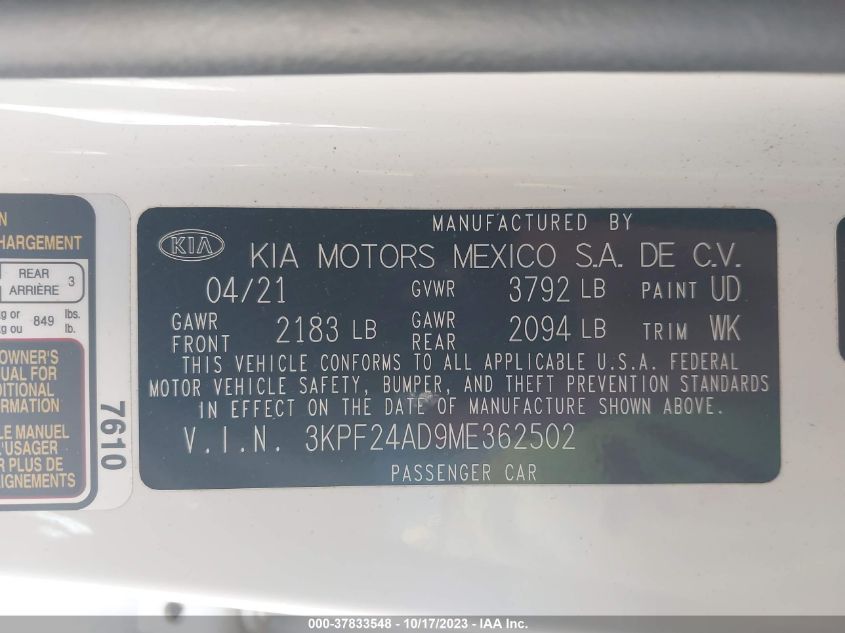 N
HARGEMENT
REAR
ARRIÈRE 3
kg or
kg ou 849 lbs.
lb.
OWNER'S
UAL FOR
DITIONAL
RMATION
LE MANUEL
L'USAGER
R PLUS DE
IGNEMENTS
7610
MANUFACTURED BY
KIA KIA MOTORS MEXICO S.A. DE C.V.
04/21 GVWR 3792 LB PAINT UD
GAWR FRONT 2183 LB GAWR REAR 2094 LB TRIM WK
THIS VEHICLE CONFORMS TO ALL APPLICABLE U.S.A. FEDERAL
MOTOR VEHICLE SAFETY, BUMPER, AND THEFT PREVENTION STANDARDS
IN EFFECT ON THE DATE OF MANUFACTURE SHOWN ABOVE.
V.I.N. 3KPF24AD9ME362502
PASSENGER CAR
000-37833548 - 10/17/2023 - IAA Inc.